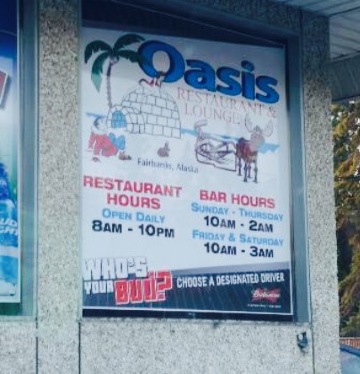 Oasis
RESTAURANT &
LOUNGE
Fairbanks, Alaska
RESTAURANT
HOURS
OPEN DAILY
8AM - 10PM
BAR HOURS
SUNDAY - THURSDAY
10AM - 2AM
FRIDAY & SATURDAY
10AM - 3AM
WHO'S
YOUR BUD?
CHOOSE A DESIGNATED DRIVER
Budweiser